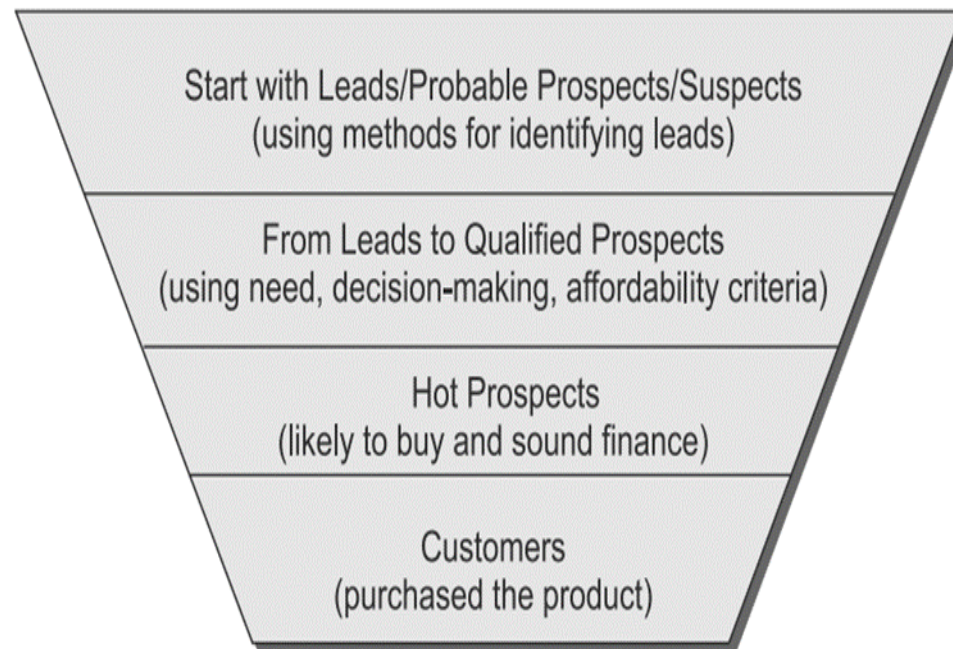 Start with Leads/Probable Prospects/Suspects
(using methods for identifying leads)
From Leads to Qualified Prospects
(using need, decision-making, affordability criteria)
Hot Prospects
(likely to buy and sound finance)
Customers
(purchased the product)